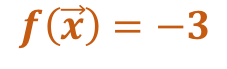 f(x⃗) = −3